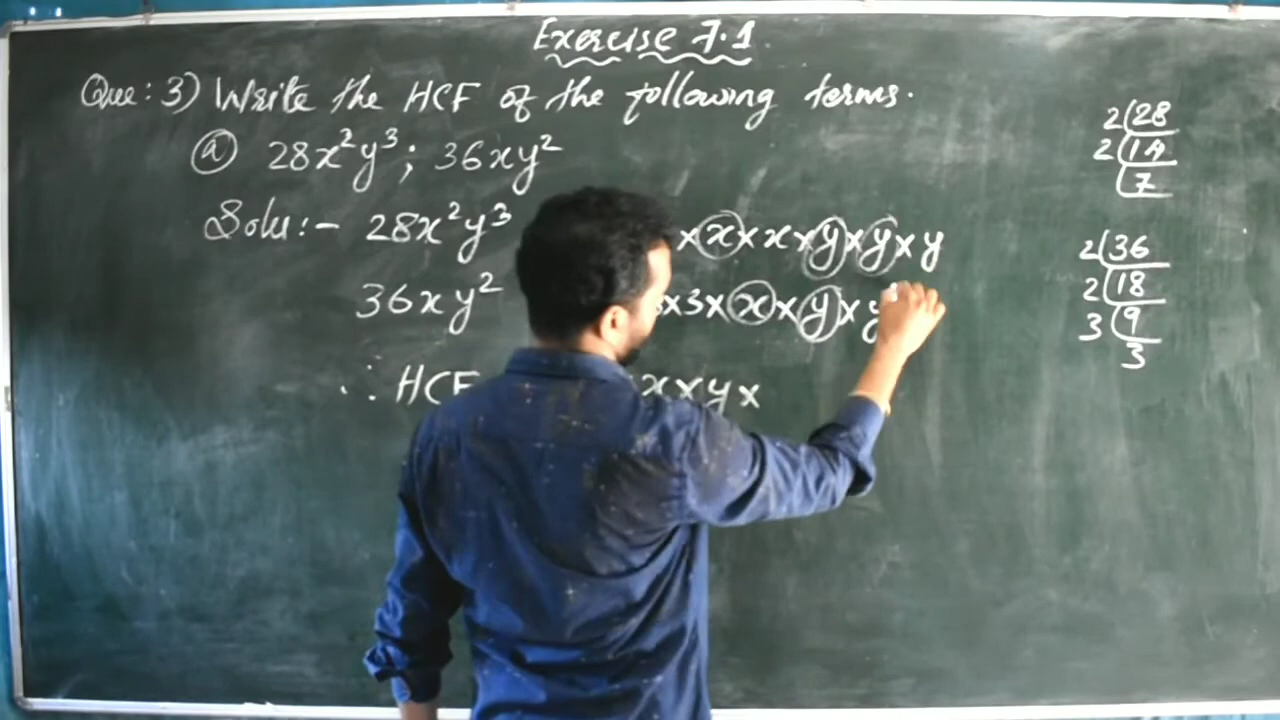 Exercise 7.1
Que: 3) Write the HCF of the following terms.
ⓐ 28x²y³; 36xy²
Solu:- 28x²y³ ×x×x×y×y×y
36xy² ×3×x×y×y
∴ HCF x×y×
2 28
2 14
7
2 36
2 18
3 9
3